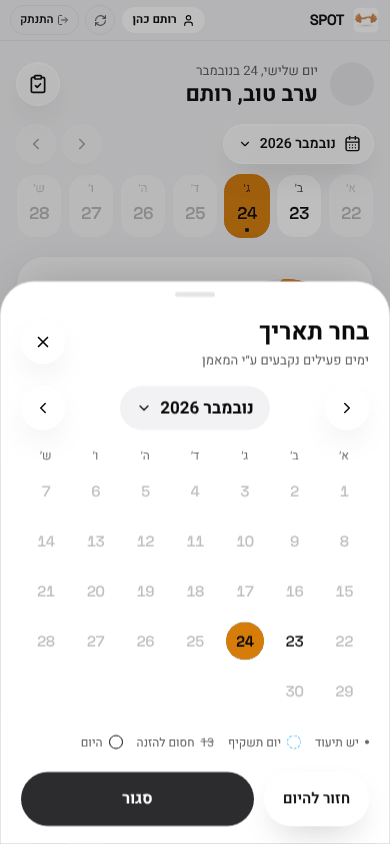 SPOT רותם כהן התנתק
יום שלישי, 24 בנובמבר
ערב טוב, רותם
נובמבר 2026
א' ב' ג' ד' ה' ו' ש'
22 23 24 25 26 27 28
בחר תאריך
ימים פעילים נקבעים ע״י המאמן
נובמבר 2026
א' ב' ג' ד' ה' ו' ש'
1 2 3 4 5 6 7
8 9 10 11 12 13 14
15 16 17 18 19 20 21
22 23 24 25 26 27 28
29 30
יש תיעוד יום תשקיף 13 חסום להזנה היום
חזור להיום סגור